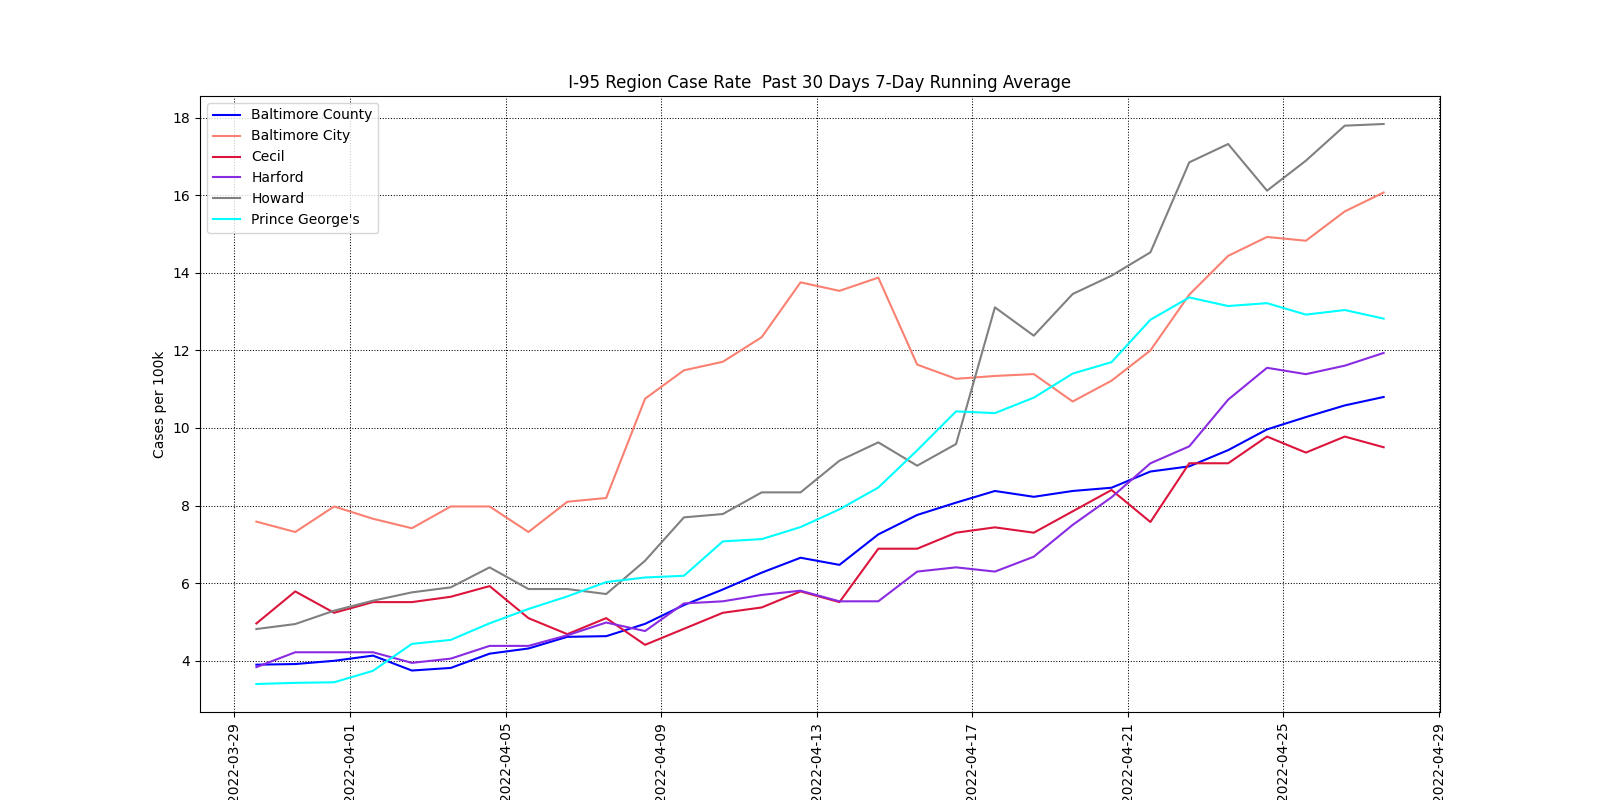 I-95 Region Case Rate  Past 30 Days 7-Day Running Average
Baltimore County
Baltimore City
Cecil
Harford
Howard
Prince George's
18
16
14
12
10
8
6
4
Cases per 100k
2022-03-29
2022-04-01
2022-04-05
2022-04-09
2022-04-13
2022-04-17
2022-04-21
2022-04-25
2022-04-29